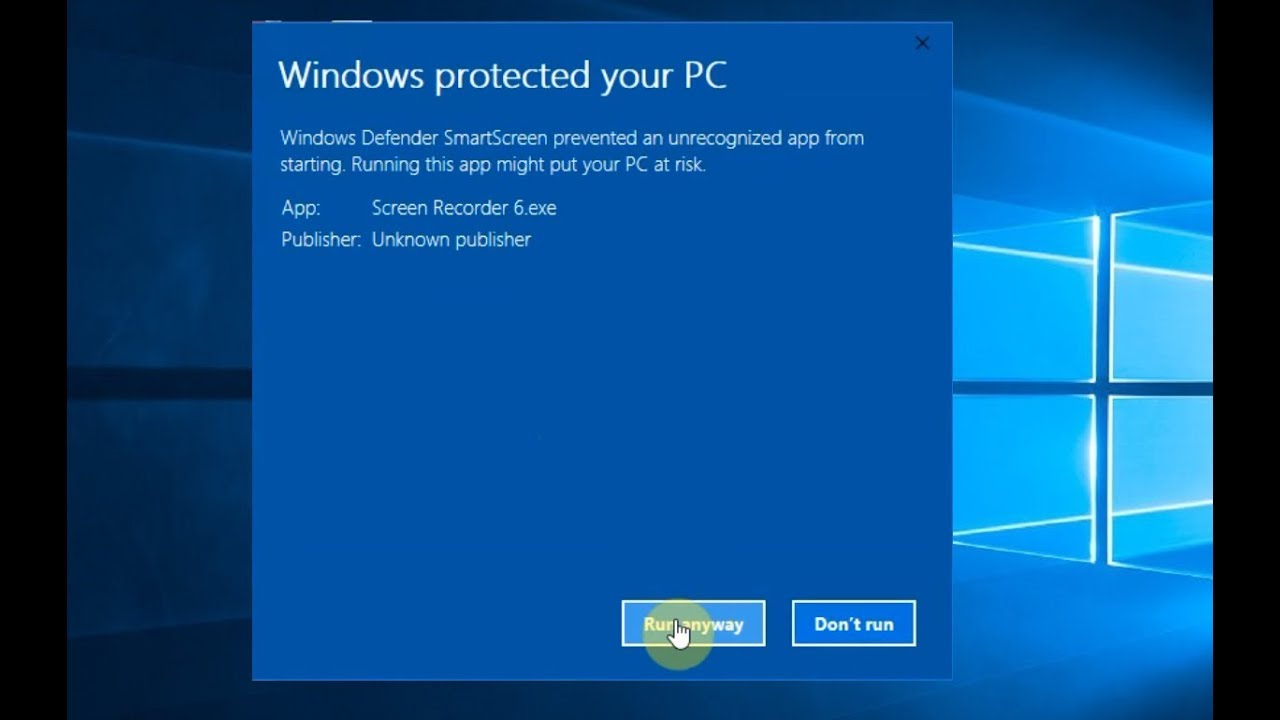 Windows protected your PC
Windows Defender SmartScreen prevented an unrecognized app from
starting. Running this app might put your PC at risk.
App: Screen Recorder 6.exe
Publisher: Unknown publisher
Run anyway Don't run